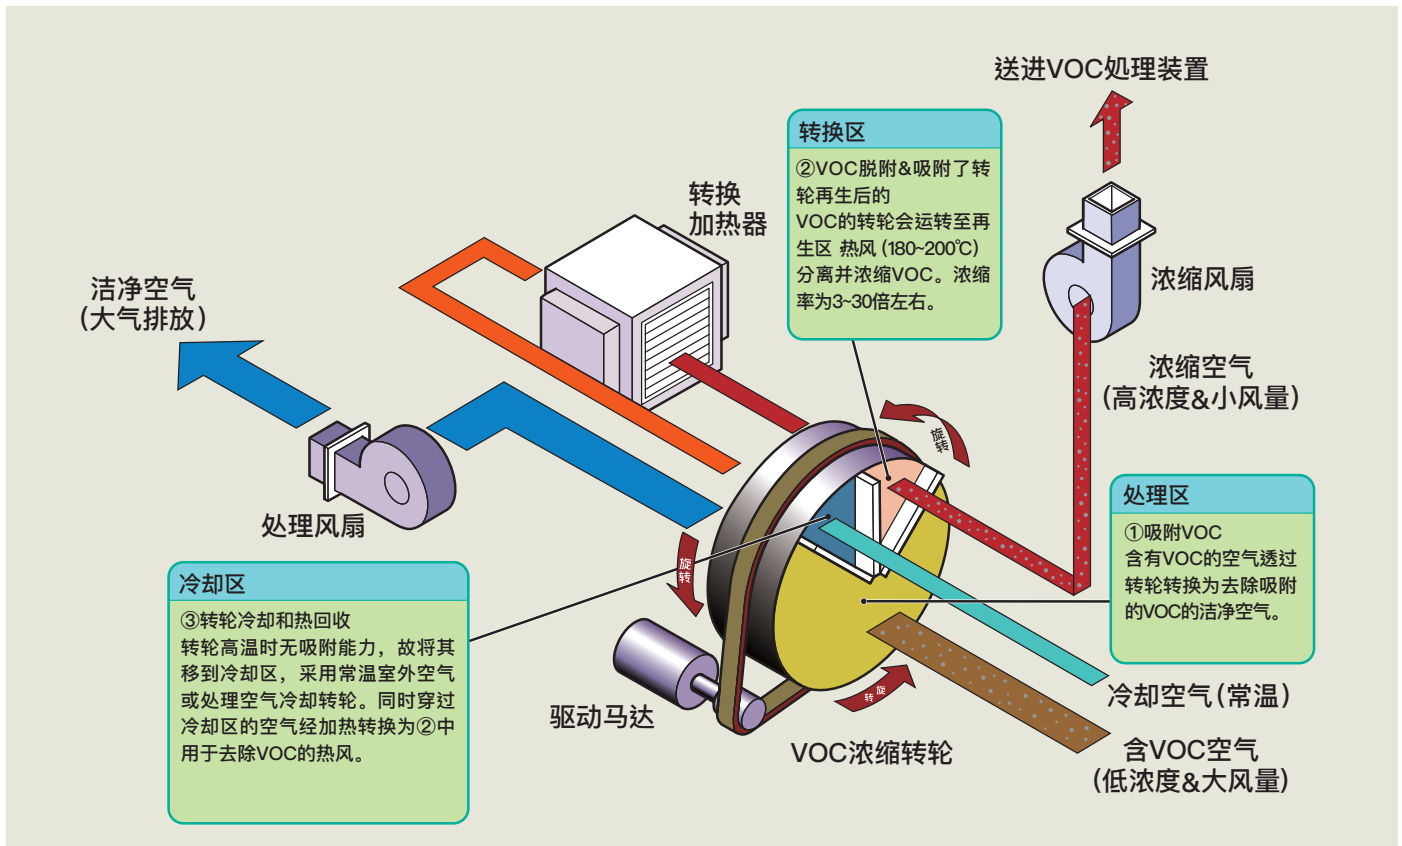 送进VOC処理装置
转换区
②VOC脱附&吸附了转
轮再生后的
VOC的转轮会运转至再
生区 热风 (180~200℃)
分离并浓缩VOC。浓缩
率为3~30倍左右。
转换
加热器
洁净空气
(大气排放)
浓缩风扇
浓缩空气
(高浓度&小风量)
旋转
处理区
①吸附VOC
含有VOC的空气透过
转轮转换为去除吸附
的VOC的洁净空气。
处理风扇
旋转
冷却区
③转轮冷却和热回收
转轮高温时无吸附能力，故将其
移到冷却区，采用常温室外空气
或处理空气冷却转轮。同时穿过
冷却区的空气经加热转换为②中
用于去除VOC的热风。
驱动马达
转旋
VOC浓缩转轮
冷却空气(常温)
含VOC空气
(低浓度&大风量)